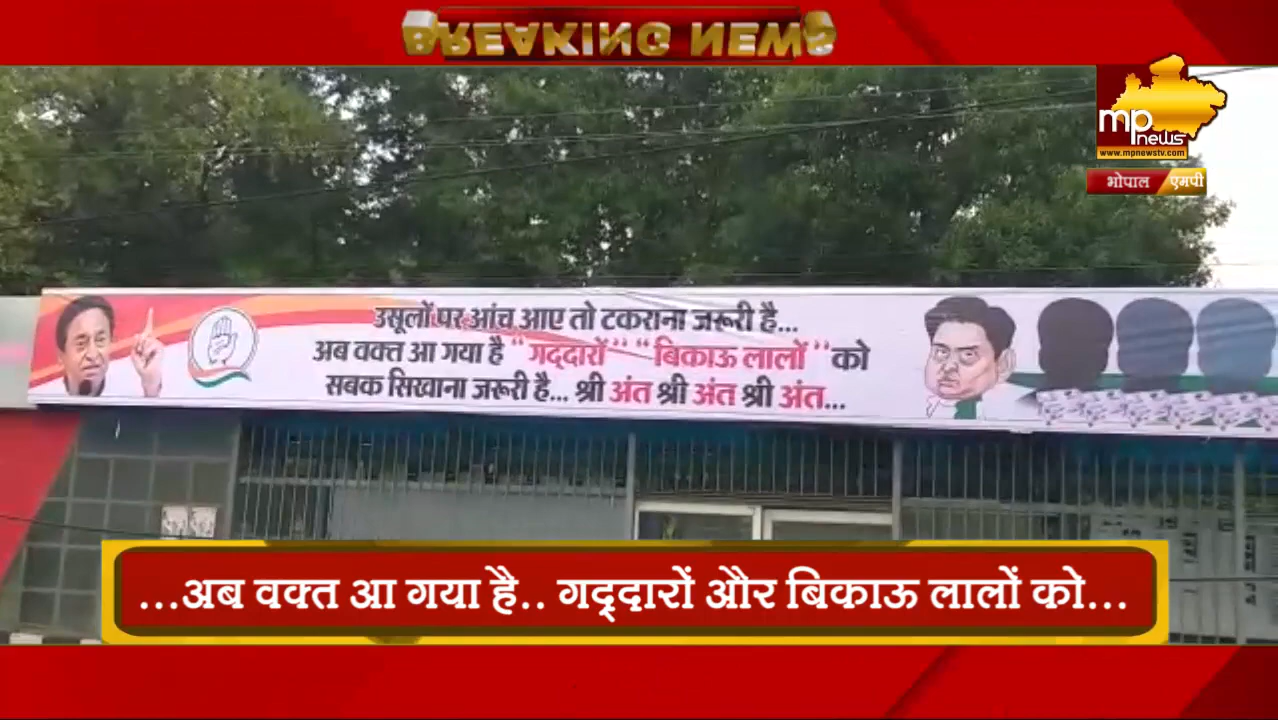 BREAKING NEWS
mp
news
www.mpnewstv.com
भोपाल एमपी
उसूलों पर आंच आए तो टकराना जरूरी है...
अब वक्त आ गया है "गद्दारों" "बिकाऊ लालों" को
सबक सिखाना जरूरी है... श्री अंत श्री अंत श्री अंत...
...अब वक्त आ गया है.. गद्दारों और बिकाऊ लालों को...